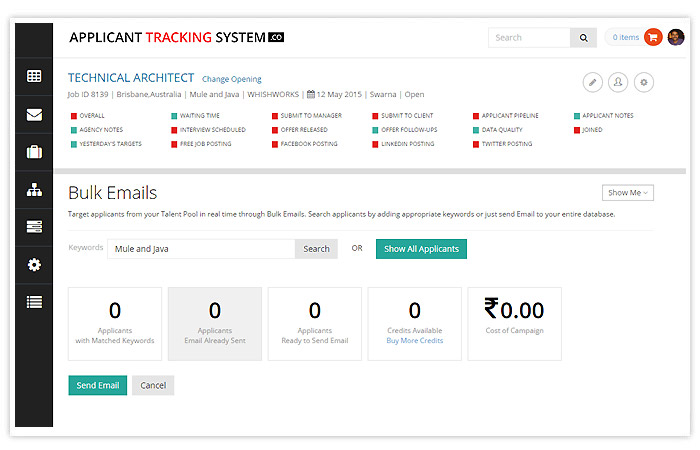 APPLICANT TRACKING SYSTEM .CO
Search
0 items
TECHNICAL ARCHITECT Change Opening
Job ID 8139 | Brisbane,Australia | Mule and Java | WHISHWORKS | 12 May 2015 | Swarna | Open
OVERALL WAITING TIME SUBMIT TO MANAGER SUBMIT TO CLIENT APPLICANT PIPELINE APPLICANT NOTES
AGENCY NOTES INTERVIEW SCHEDULED OFFER RELEASED OFFER FOLLOW-UPS DATA QUALITY JOINED
YESTERDAY'S TARGETS FREE JOB POSTING FACEBOOK POSTING LINKEDIN POSTING TWITTER POSTING
Bulk Emails
Show Me
Target applicants from your Talent Pool in real time through Bulk Emails. Search applicants by adding appropriate keywords or just send Email to your entire database.
Keywords Mule and Java Search OR Show All Applicants
0
Applicants
with Matched Keywords
0
Applicants
Email Already Sent
0
Applicants
Ready to Send Email
0
Credits Available
Buy More Credits
₹0.00
Cost of Campaign
Send Email Cancel